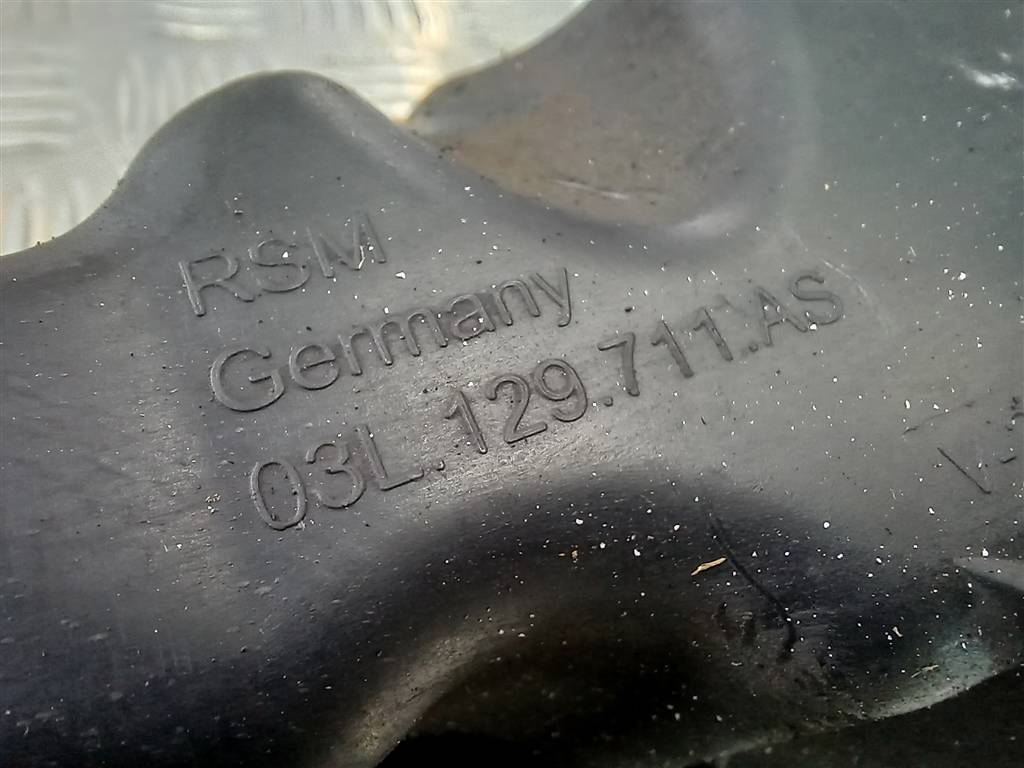 RSM
Germany
03L.129.711.AS
V-